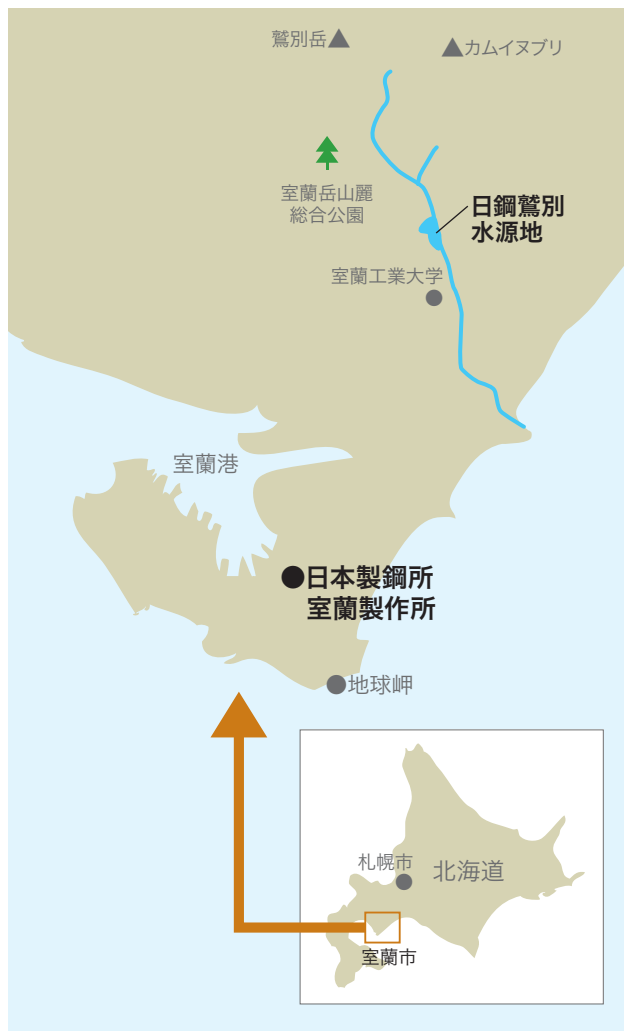 鷲別岳
カムイヌプリ
室蘭岳山麓
総合公園
日鋼鷲別
水源地
室蘭工業大学
室蘭港
日本製鋼所
室蘭製作所
地球岬
札幌市
北海道
室蘭市